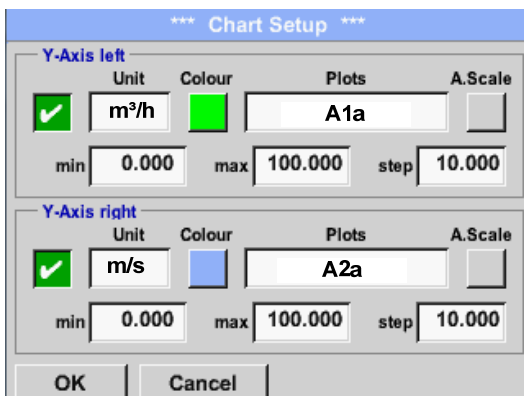 *** Chart Setup ***
Y-Axis left
Unit Colour Plots A.Scale
m³/h A1a
min 0.000 max 100.000 step 10.000
Y-Axis right
Unit Colour Plots A.Scale
m/s A2a
min 0.000 max 100.000 step 10.000
OK Cancel